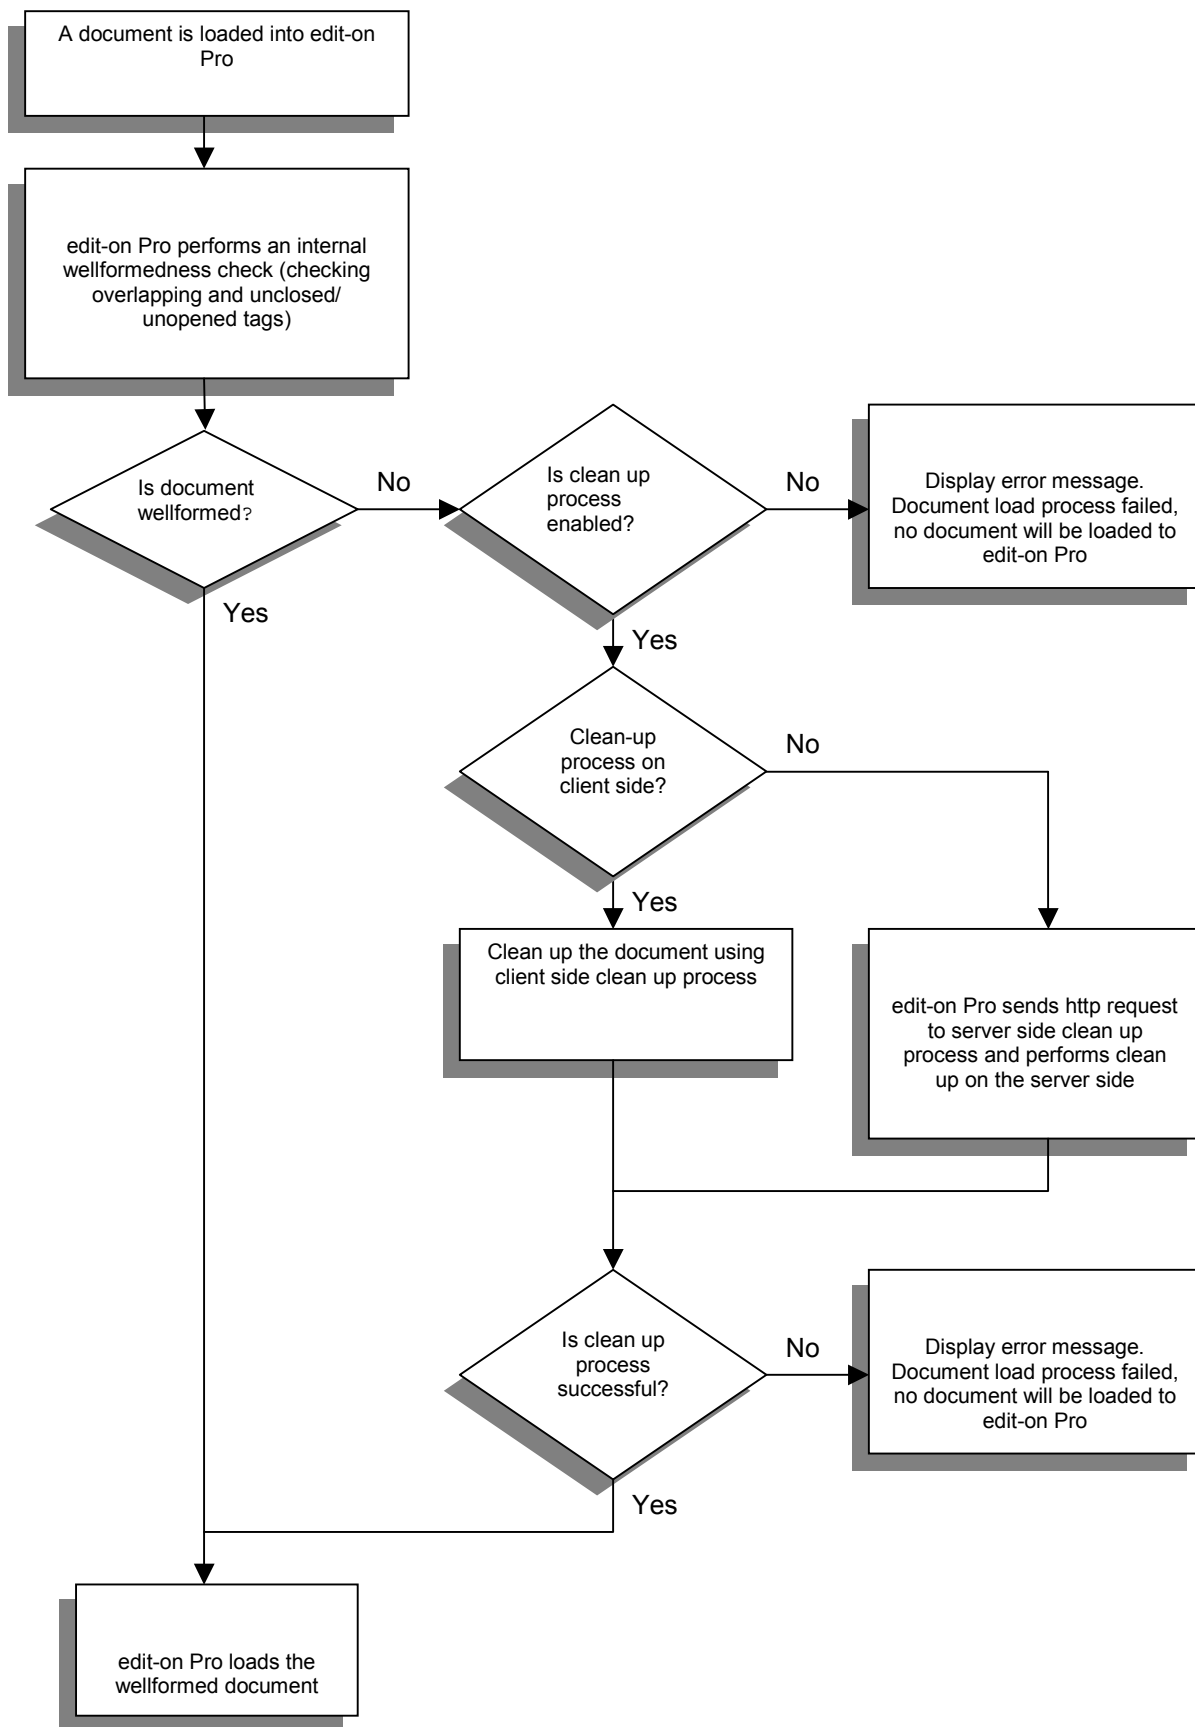 A document is loaded into edit-on
Pro
edit-on Pro performs an internal
wellformedness check (checking
overlapping and unclosed/
unopened tags)
Is document
wellformed?
No
Is clean up
process
enabled?
No
Display error message.
Document load process failed,
no document will be loaded to
edit-on Pro
Yes
Yes
Clean-up
process on
client side?
No
Yes
Clean up the document using
client side clean up process
edit-on Pro sends http request
to server side clean up
process and performs clean
up on the server side
Is clean up
process
successful?
No
Display error message.
Document load process failed,
no document will be loaded to
edit-on Pro
Yes
edit-on Pro loads the
wellformed document